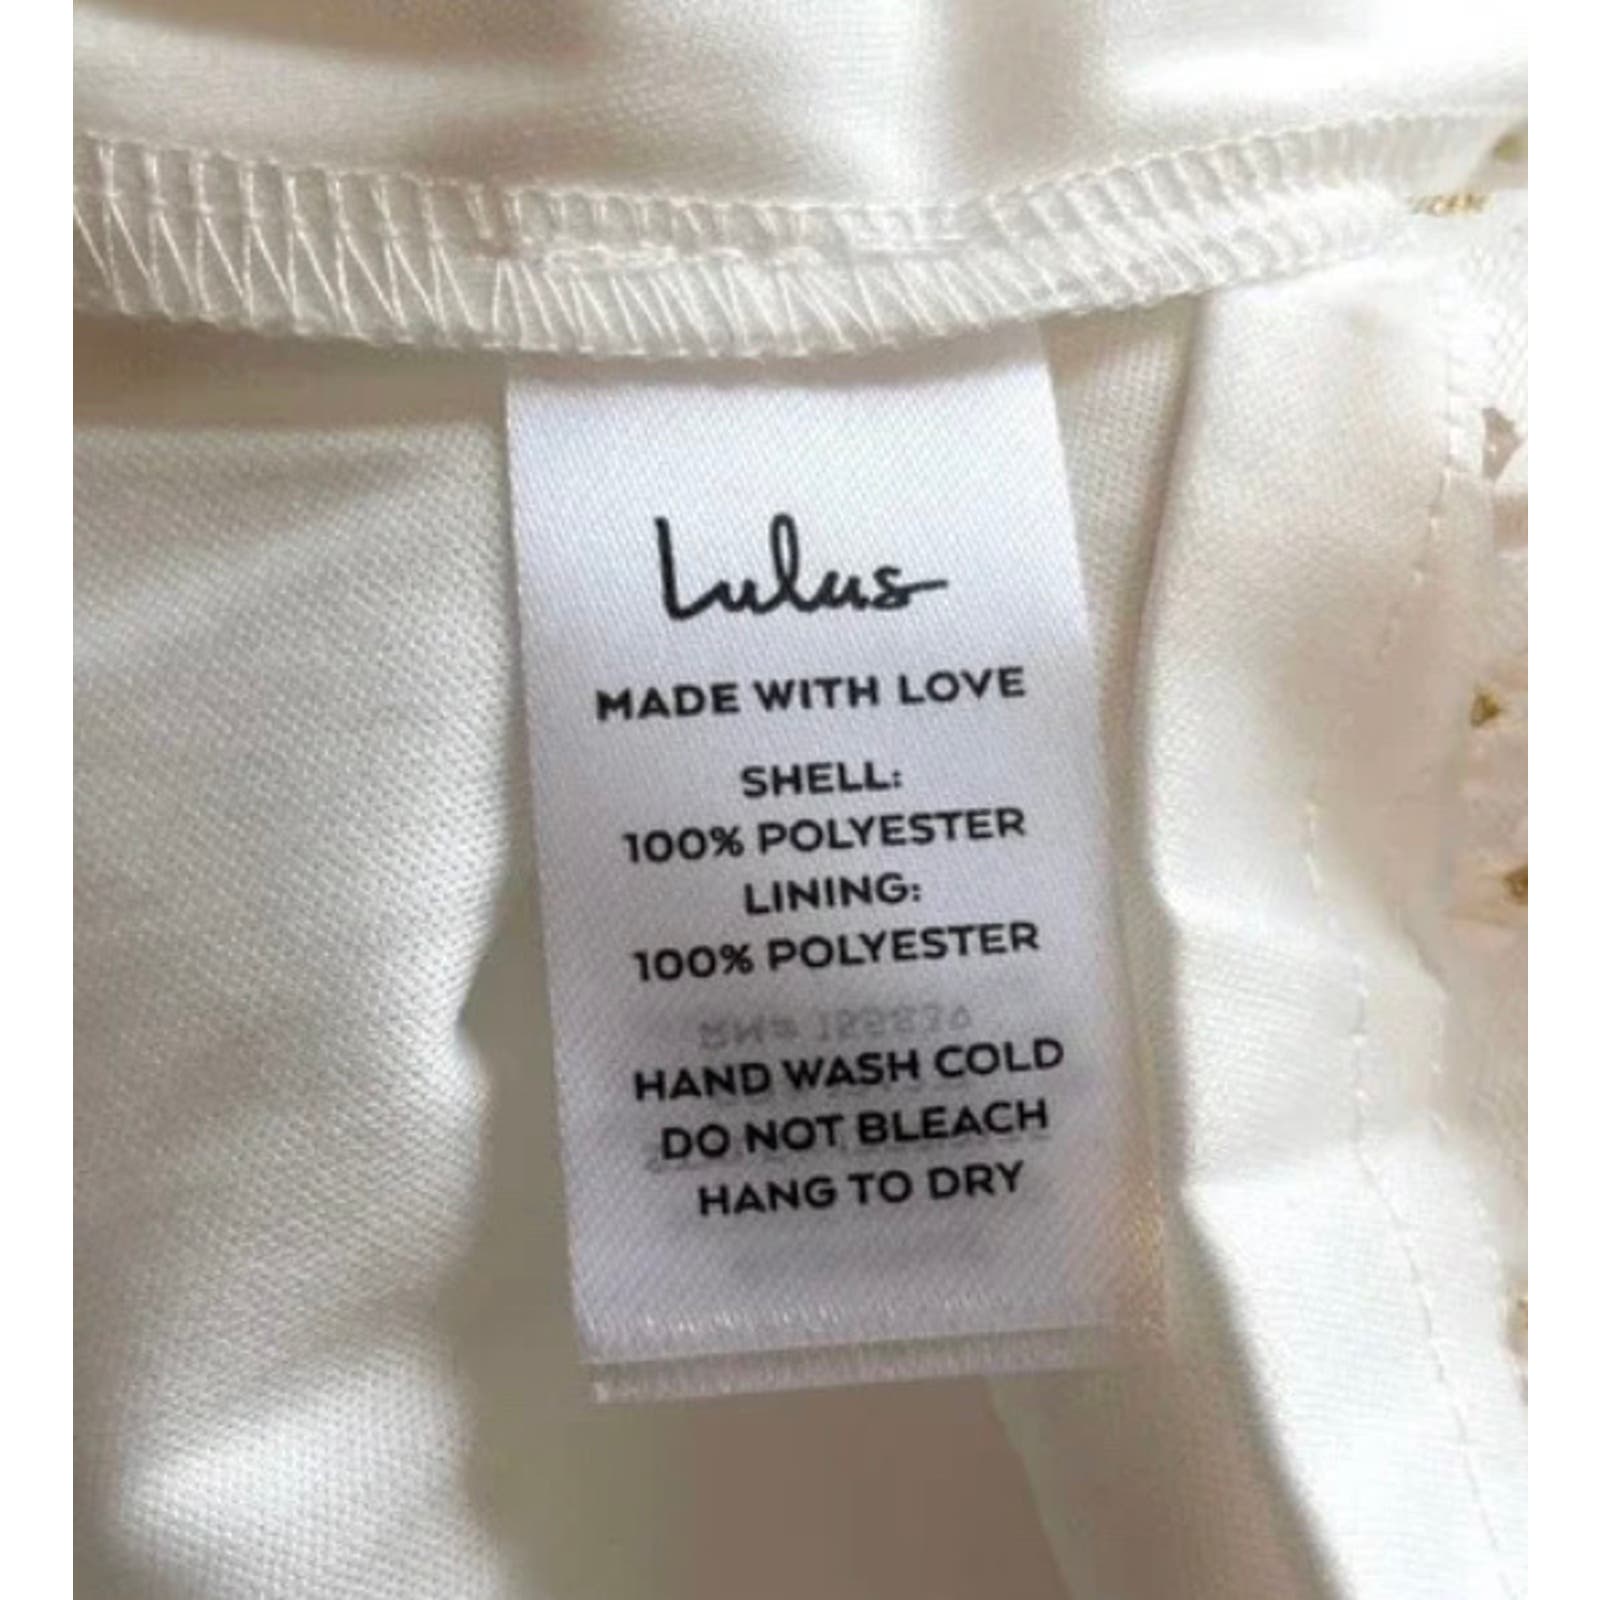 Lulus
MADE WITH LOVE
SHELL:
100% POLYESTER
LINING:
100% POLYESTER
HAND WASH COLD
DO NOT BLEACH
HANG TO DRY